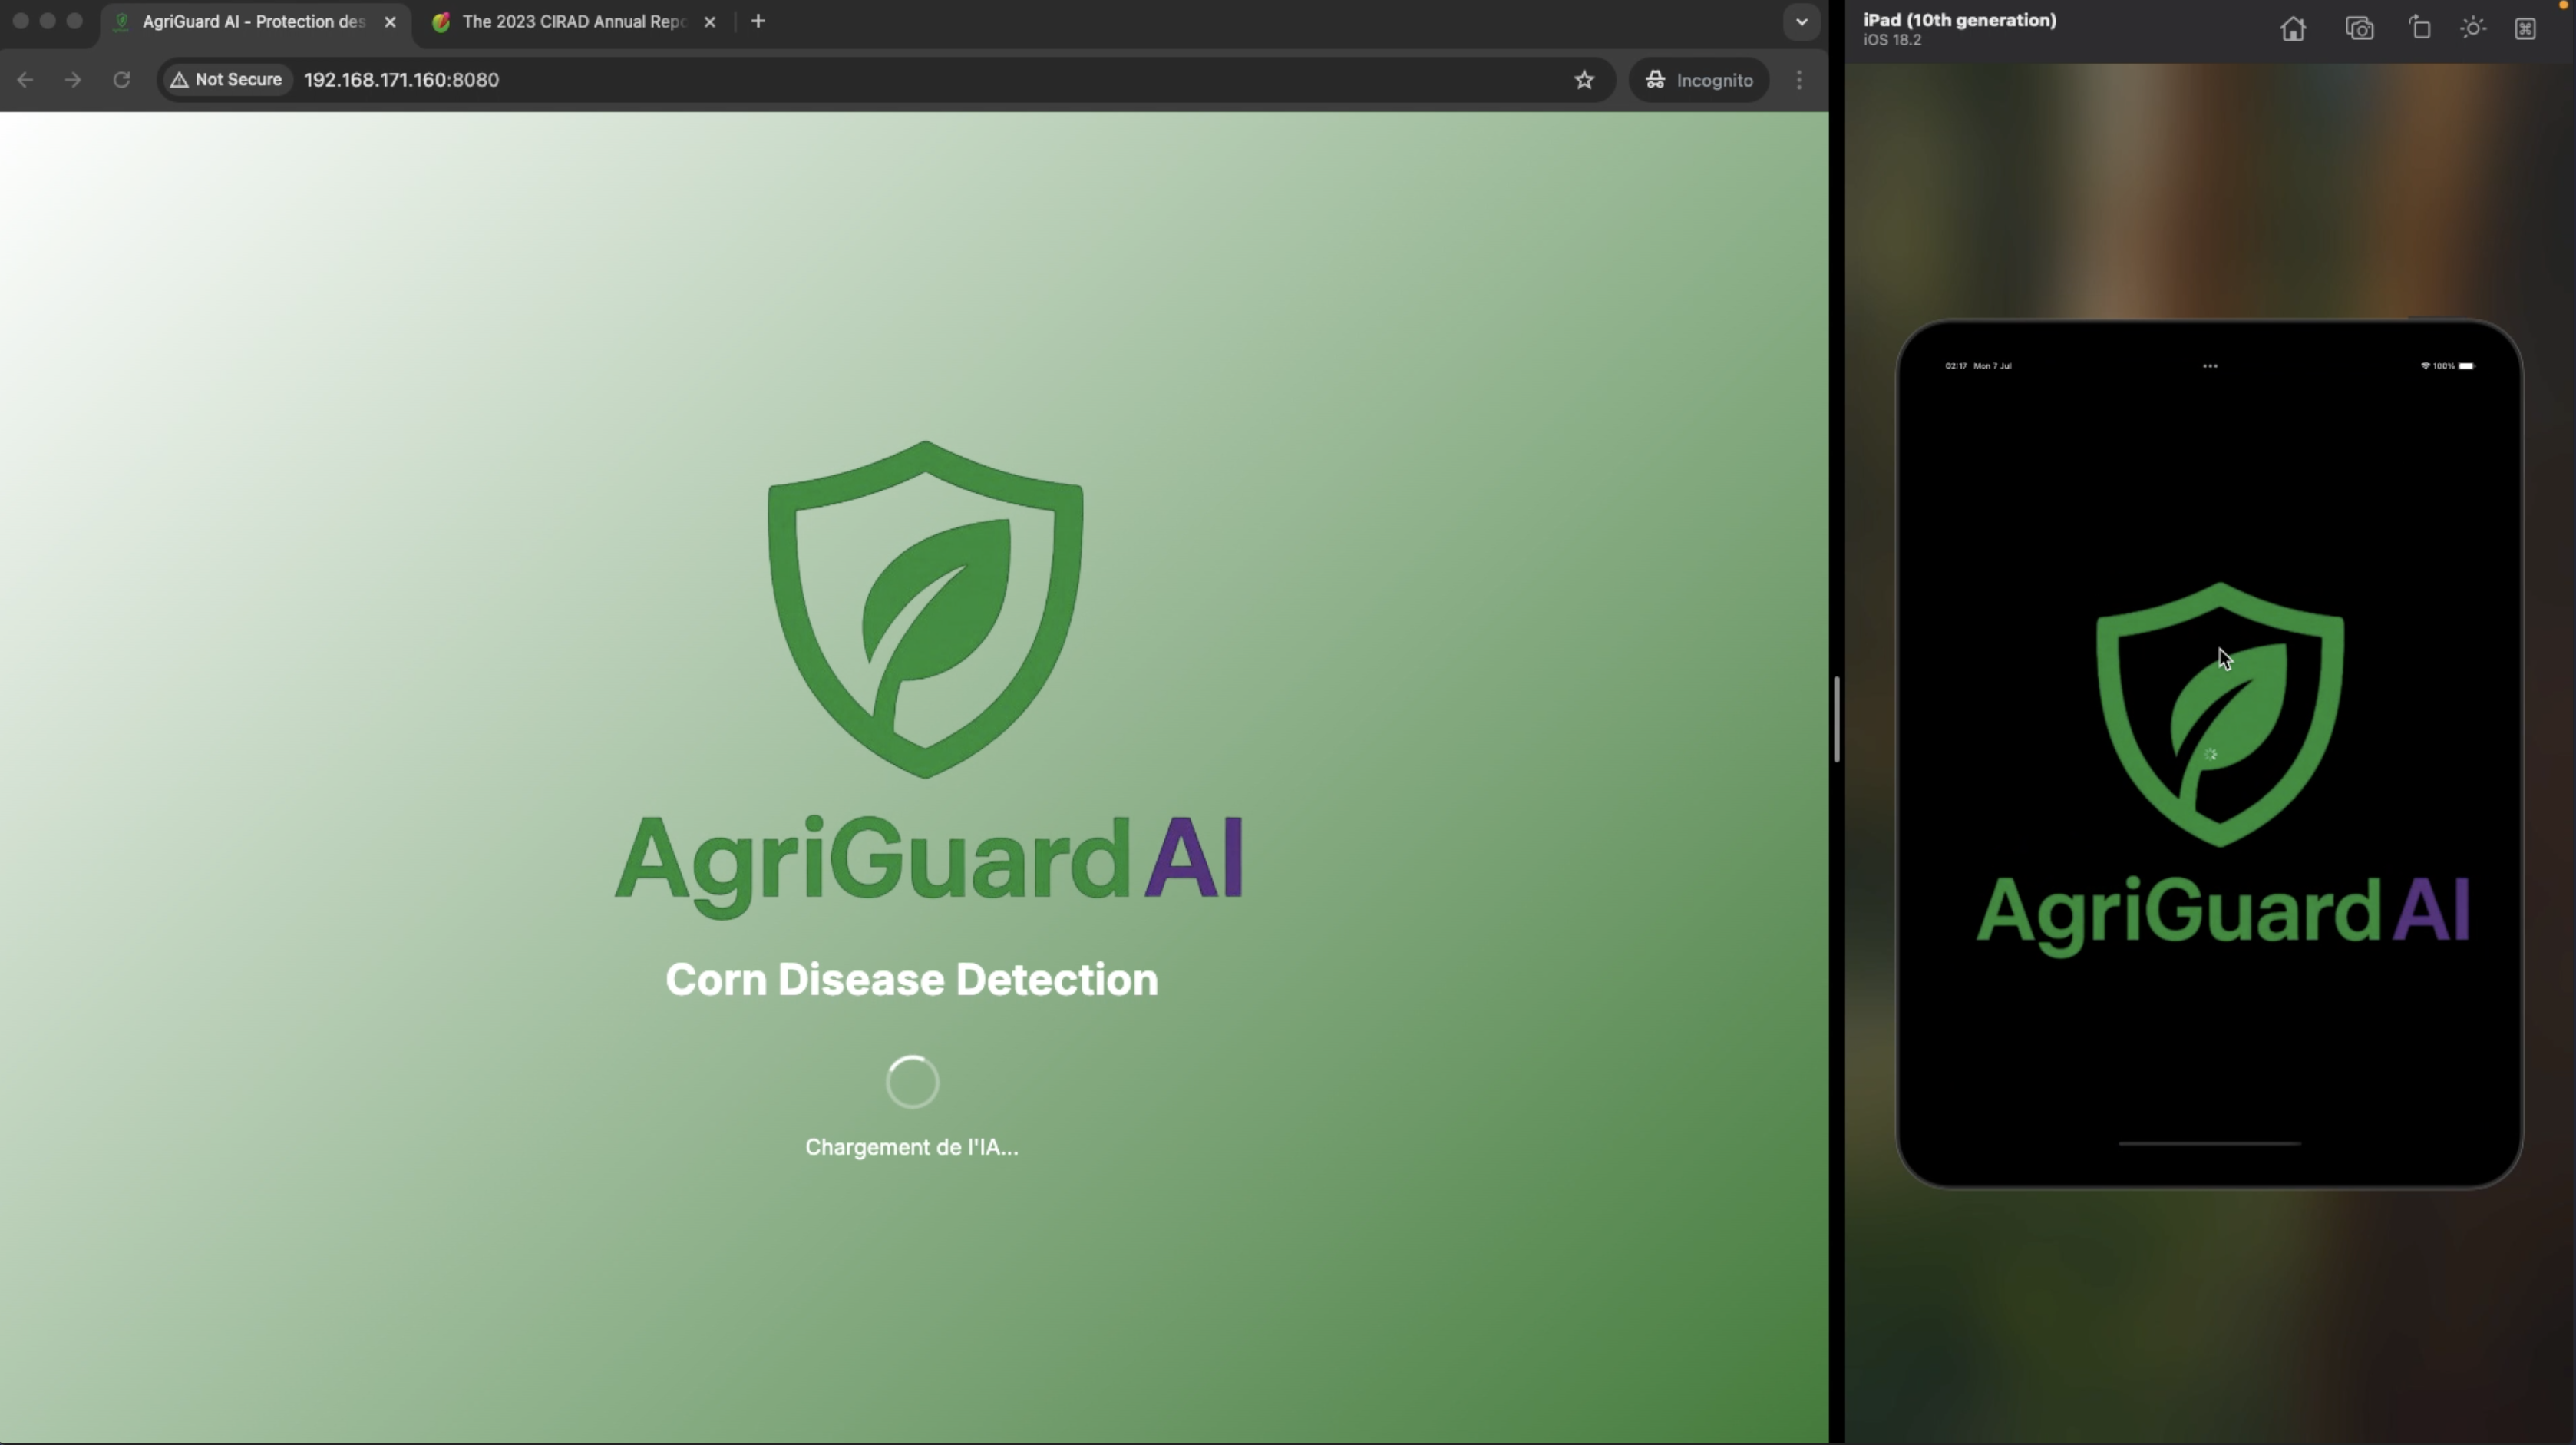 AgriGuard AI - Protection des
The 2023 CIRAD Annual Repo
Not Secure
192.168.171.160:8080
Incognito
AgriGuard AI
Corn Disease Detection
Chargement de l'IA...
iPad (10th generation)
iOS 18.2
02:17 Mon 7 Jul
100%
AgriGuard AI